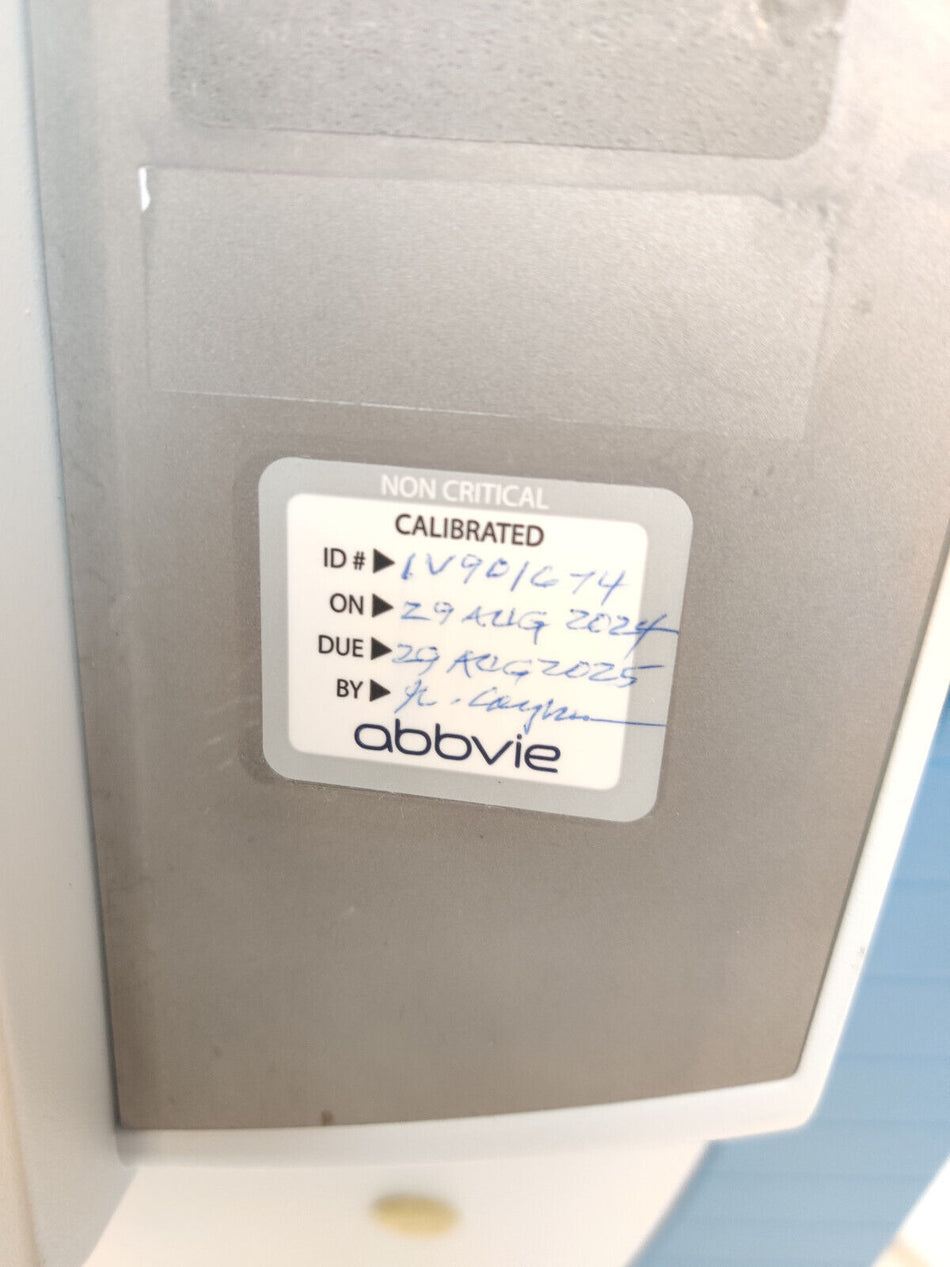 NON CRITICAL
CALIBRATED
ID # ▶ 1V901674
ON ▶ 29 AUG 2024
DUE ▶ 29 AUG 2025
BY ▶
abbvie